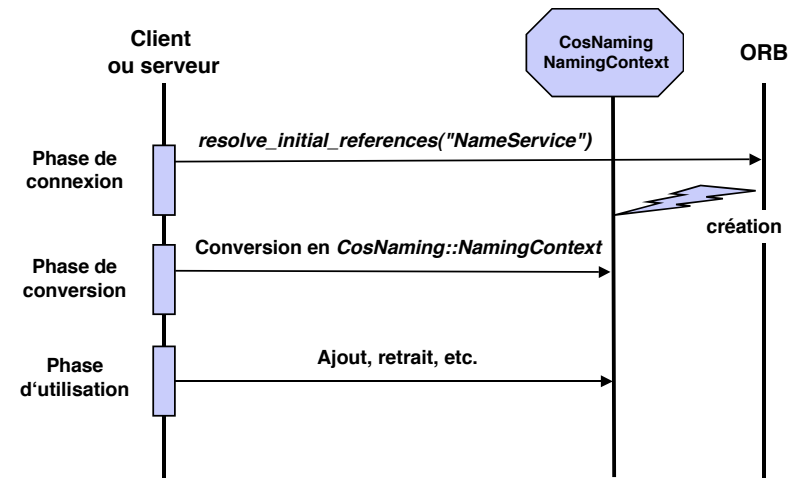 Client
ou serveur
CosNaming
NamingContext
ORB
Phase de
connexion
resolve_initial_references("NameService")
création
Phase de
conversion
Conversion en CosNaming::NamingContext
Phase
d‘utilisation
Ajout, retrait, etc.